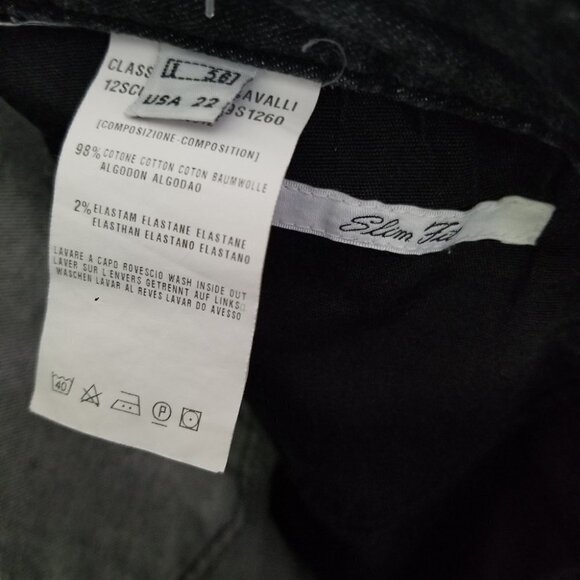 CLASS
AVALLI
I 56?
12SC
9S1260
USA 22
[COMPOSIZIONE-COMPOSITION]
98% COTONE COTTON COTON BAUMWOLLE
ALGODON ALGODAO
2% ELASTAM ELASTANE ELASTANE
ELASTHAN ELASTANO ELASTANO
LAVARE A CAPO ROVESCIO WASH INSIDE OUT
LAVER SUR L'ENVERS GETRENNT AUF LINKS
WASCHEN LAVAR AL REVES LAVAR DO AVESSO
40
P
Slim Fit